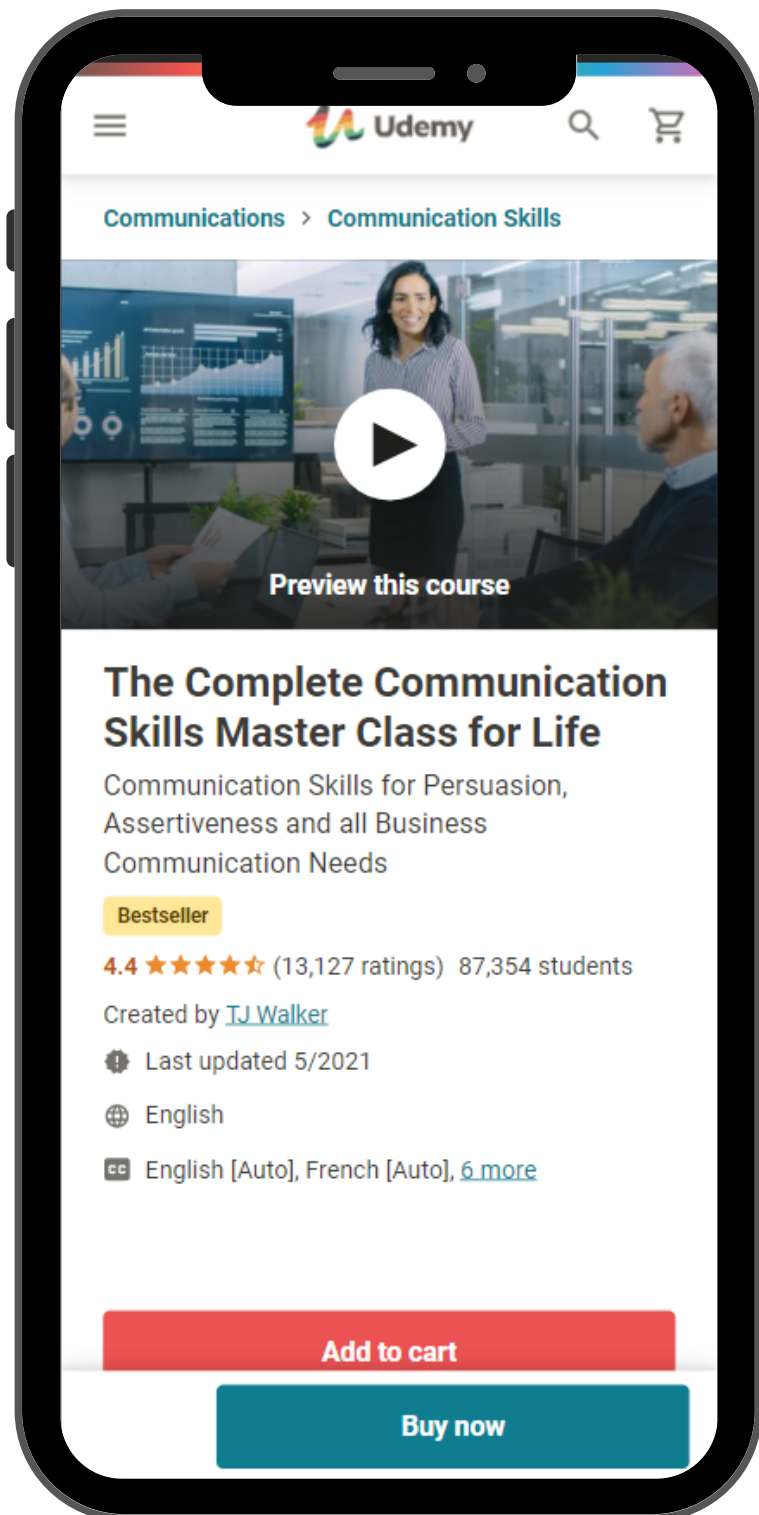 Udemy
Communications > Communication Skills
Preview this course
The Complete Communication
Skills Master Class for Life
Communication Skills for Persuasion,
Assertiveness and all Business
Communication Needs
Bestseller
4.4 (13,127 ratings) 87,354 students
Created by TJ Walker
Last updated 5/2021
English
CC English [Auto], French [Auto], 6 more
Add to cart
Buy now